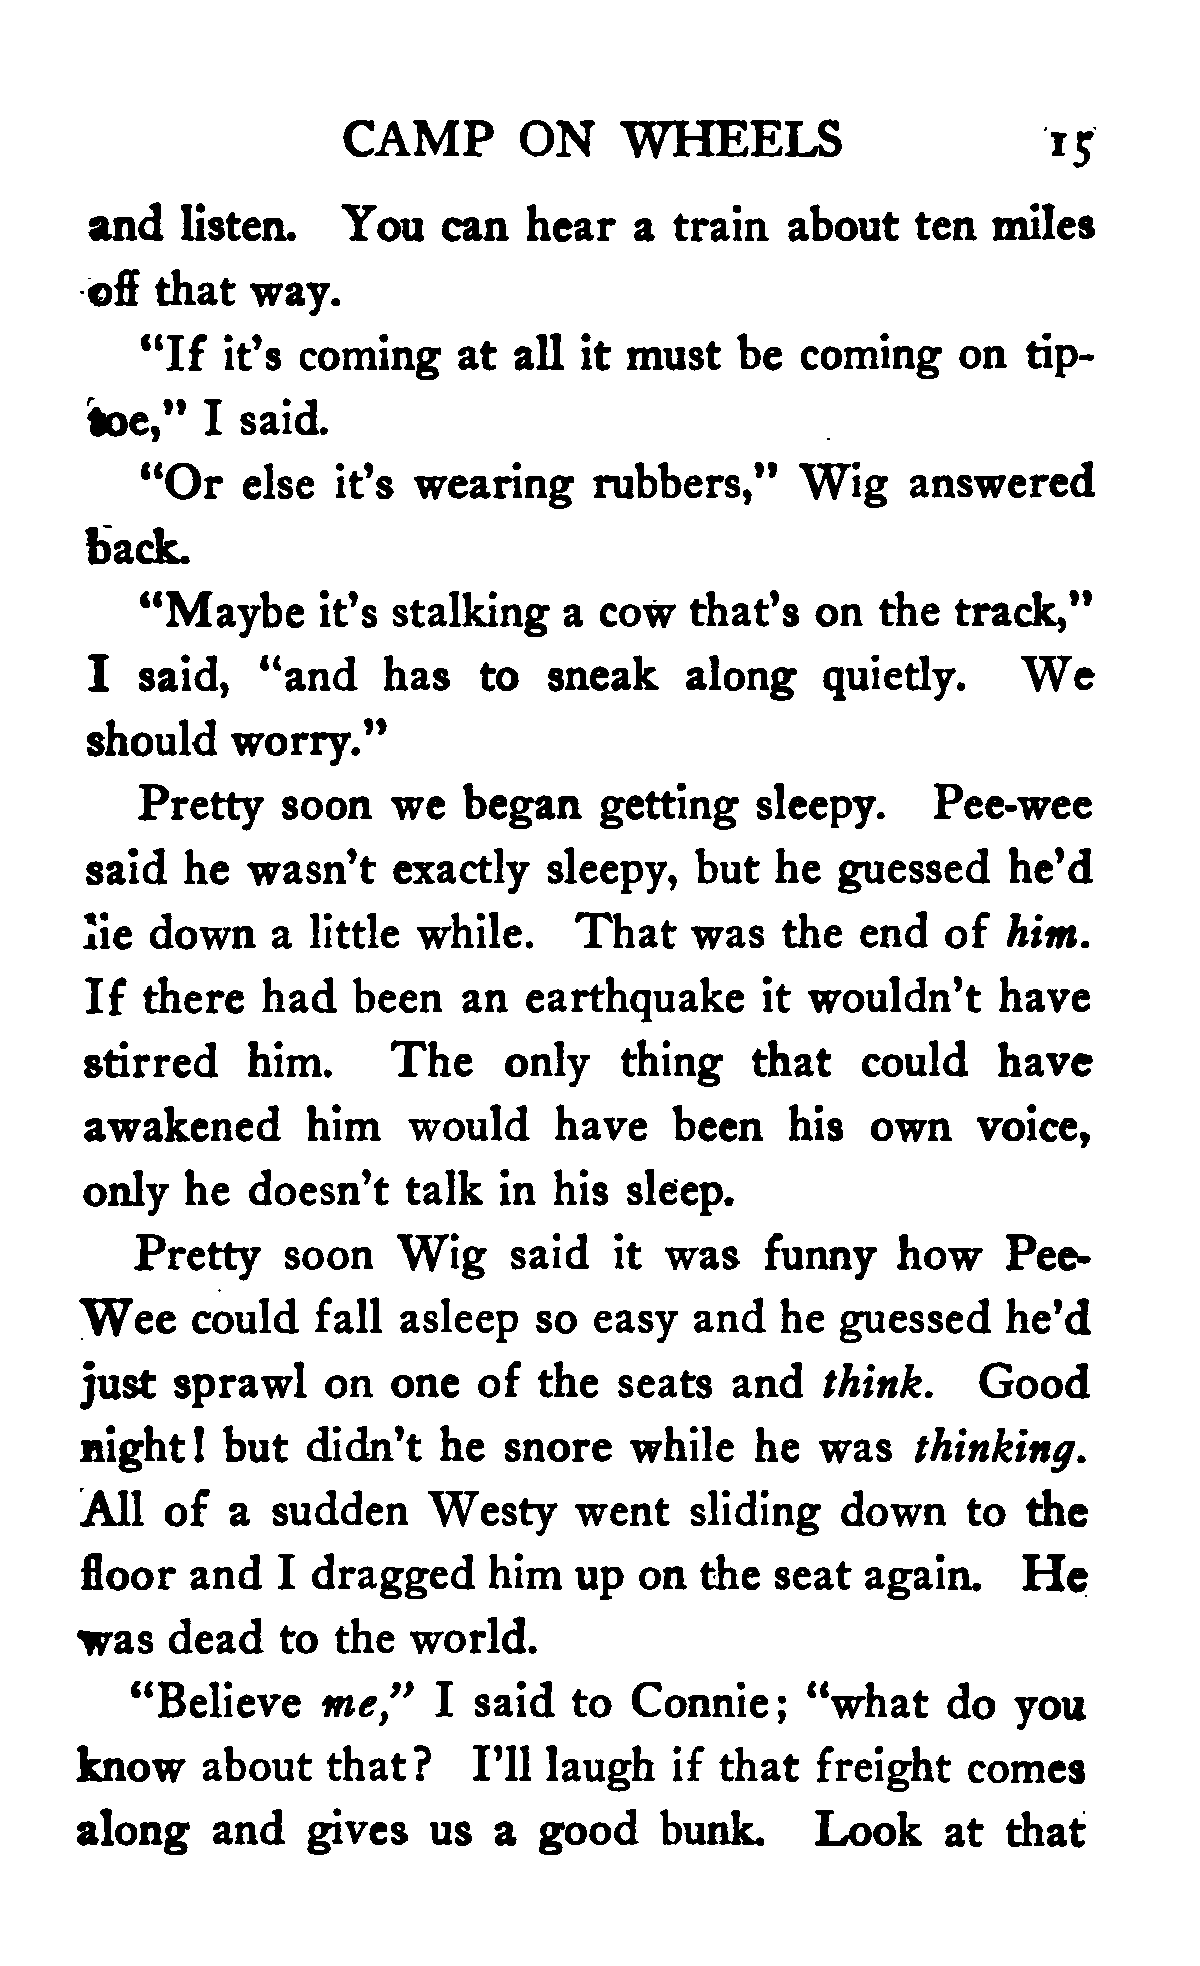 CAMP ON WHEELS 15
and listen. You can hear a train about ten miles
off that way.
"If it's coming at all it must be coming on tip-
toe," I said.
"Or else it's wearing rubbers," Wig answered
back.
"Maybe it's stalking a cow that's on the track,"
I said, "and has to sneak along quietly. We
should worry."
Pretty soon we began getting sleepy. Pee-wee
said he wasn't exactly sleepy, but he guessed he'd
lie down a little while. That was the end of him.
If there had been an earthquake it wouldn't have
stirred him. The only thing that could have
awakened him would have been his own voice,
only he doesn't talk in his sleep.
Pretty soon Wig said it was funny how Pee-
Wee could fall asleep so easy and he guessed he'd
just sprawl on one of the seats and think. Good
night! but didn't he snore while he was thinking.
All of a sudden Westy went sliding down to the
floor and I dragged him up on the seat again. He
was dead to the world.
"Believe me," I said to Connie; "what do you
know about that? I'll laugh if that freight comes
along and gives us a good bunk. Look at that